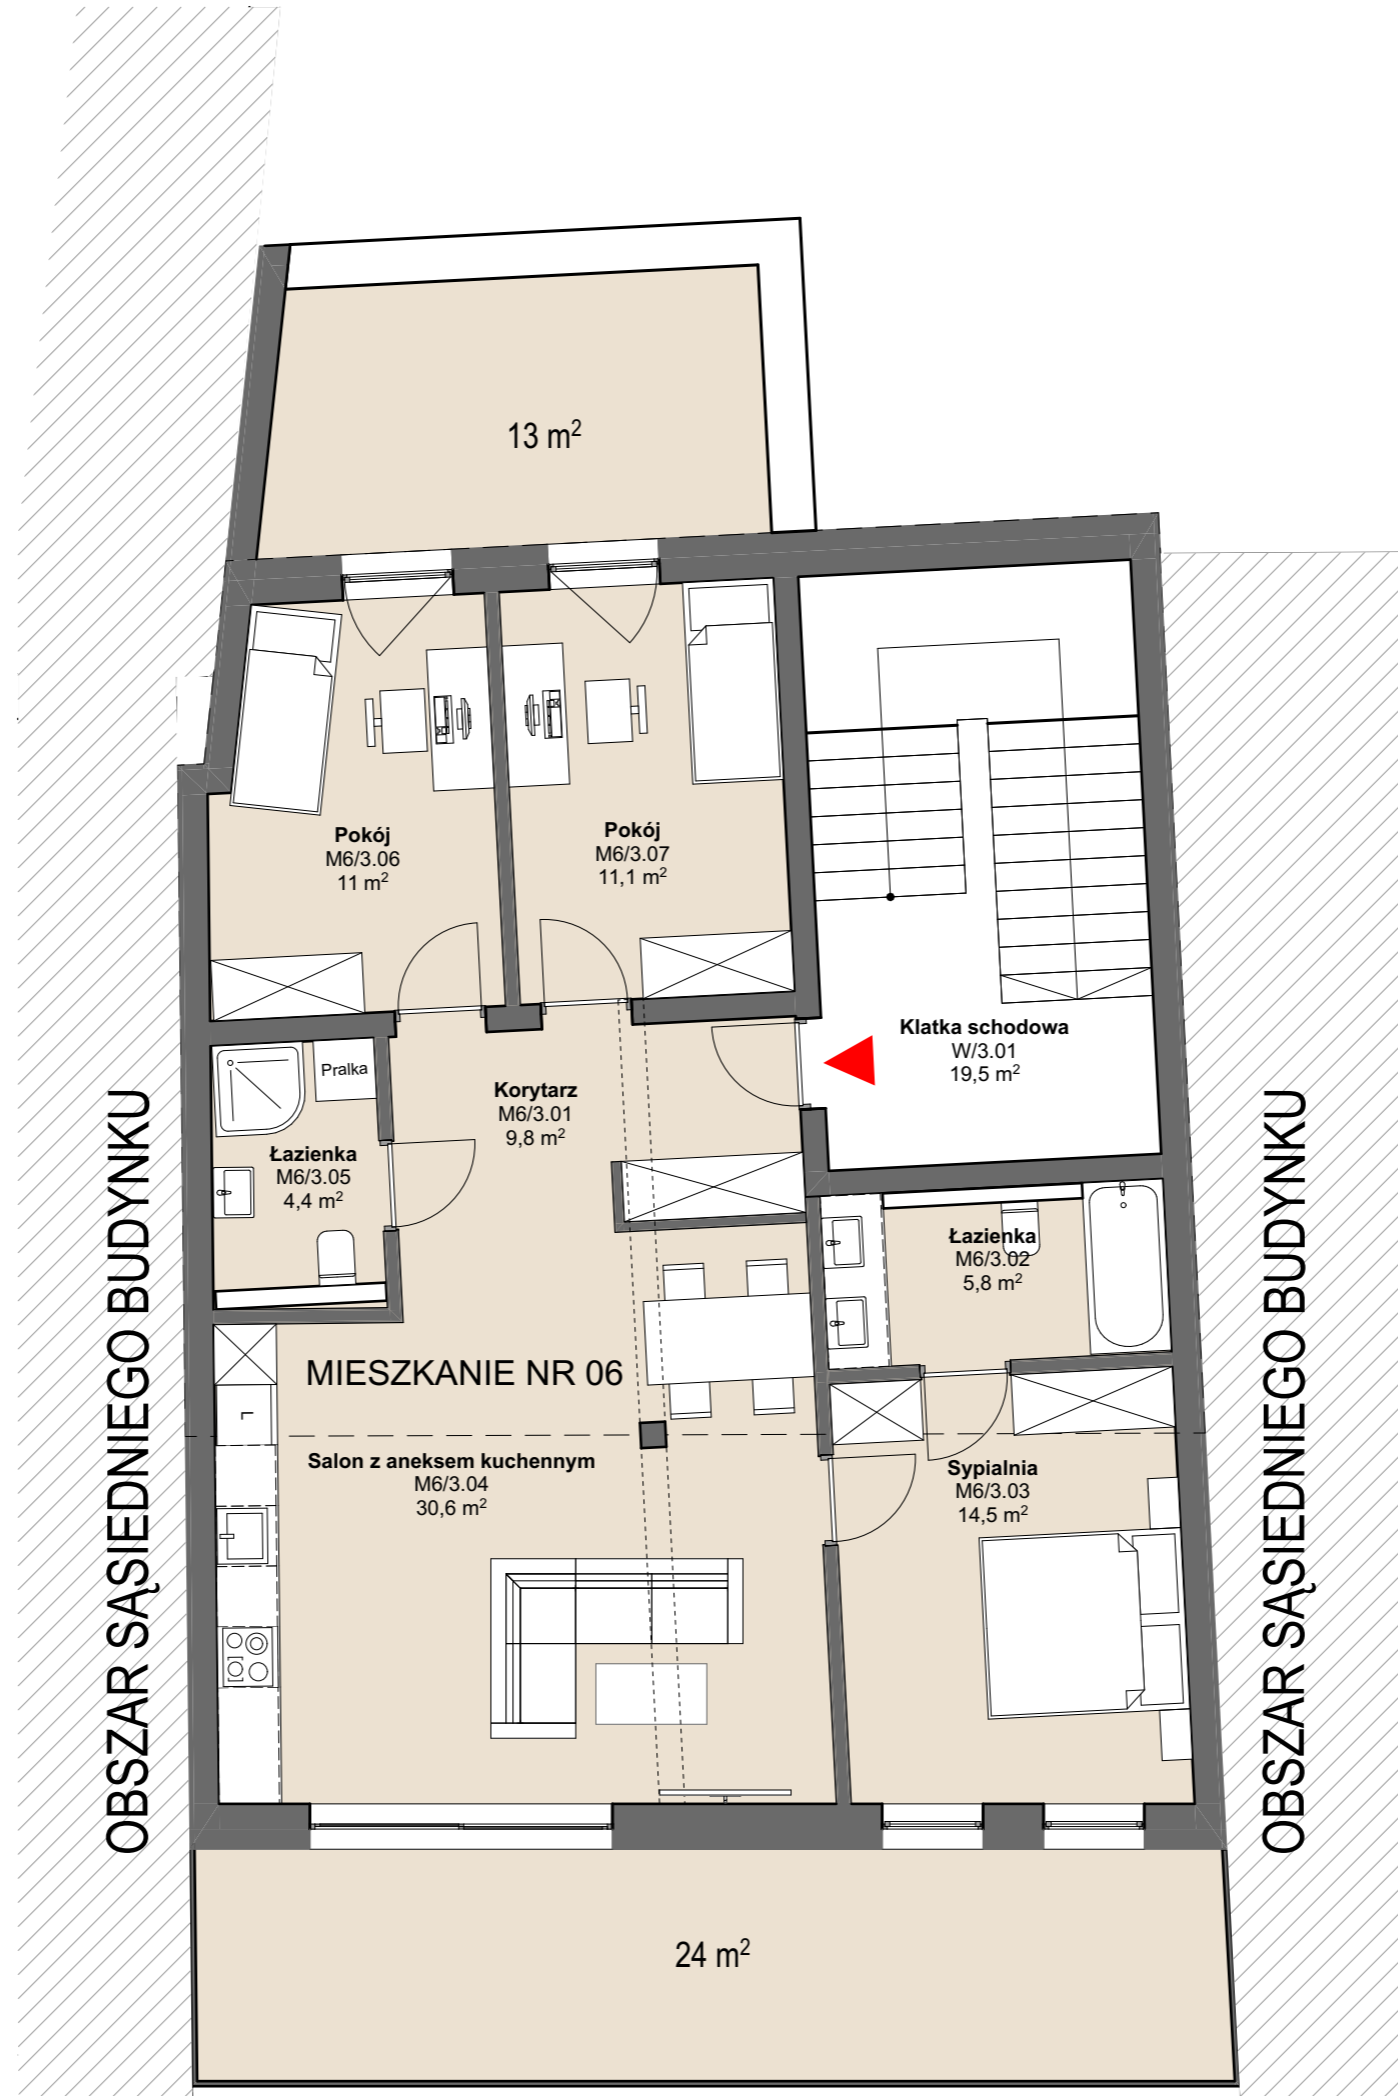 13 m²
Pokój
M6/3.06
11 m²
Pokój
M6/3.07
11,1 m²
Klatka schodowa
W/3.01
19,5 m²
Pralka
Korytarz
M6/3.01
9,8 m²
Łazienka
M6/3.05
4,4 m²
Łazienka
M6/3.02
5,8 m²
MIESZKANIE NR 06
L
Salon z aneksem kuchennym
M6/3.04
30,6 m²
Sypialnia
M6/3.03
14,5 m²
OBSZAR SĄSIEDNIEGO BUDYNKU
OBSZAR SĄSIEDNIEGO BUDYNKU
24 m²